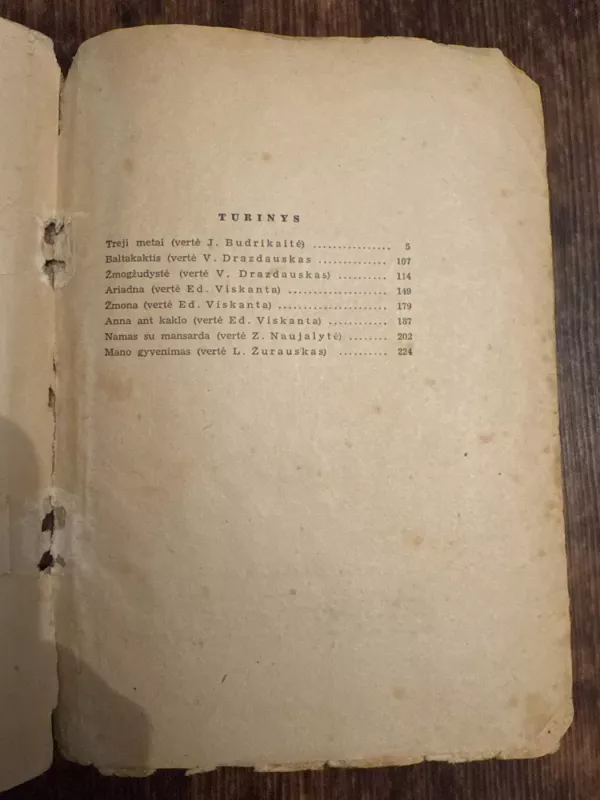 TURINYS
Treji metai (vertė J. Budrikaitė) ............... 5
Baltakaktis (vertė V. Drazdauskas ............. 107
Žmogžudystė (vertė V. Drazdauskas) .......... 114
Ariadna (vertė Ed. Viskanta) .................... 149
Žmona (vertė Ed. Viskanta) ..................... 179
Anna ant kaklo (vertė Ed. Viskanta) ............ 187
Namas su mansarda (vertė Z. Naujalytė) ........ 202
Mano gyvenimas (vertė L. Žurauskas) .......... 224